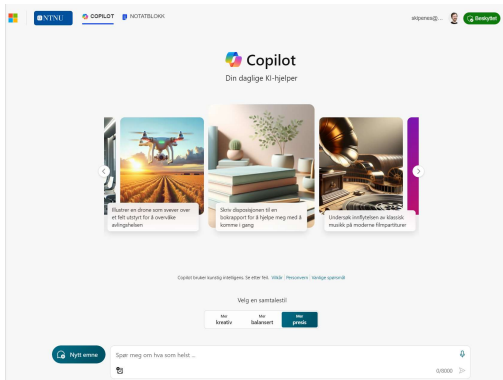 NTNU
COPILOT
NOTATBLOKK
skipenes@...
Beskyttet
Copilot
Din daglige KI-hjelper
Illustrer en drone som svever over
et felt utstyrt for å overvåke
avlingshelsen
Skriv disposisjonen til en
bokrapport for å hjelpe meg med å
komme i gang
Undersøk innflytelsen av klassisk
musikk på moderne filmpartiturer
Copilot bruker kunstig intelligens. Se etter feil. Vilkår Personvern Vanlige spørsmål
Velg en samtalestil
Mer
kreativ
Mer
balansert
Mer
presis
Nytt emne
Spør meg om hva som helst ...
0/8000